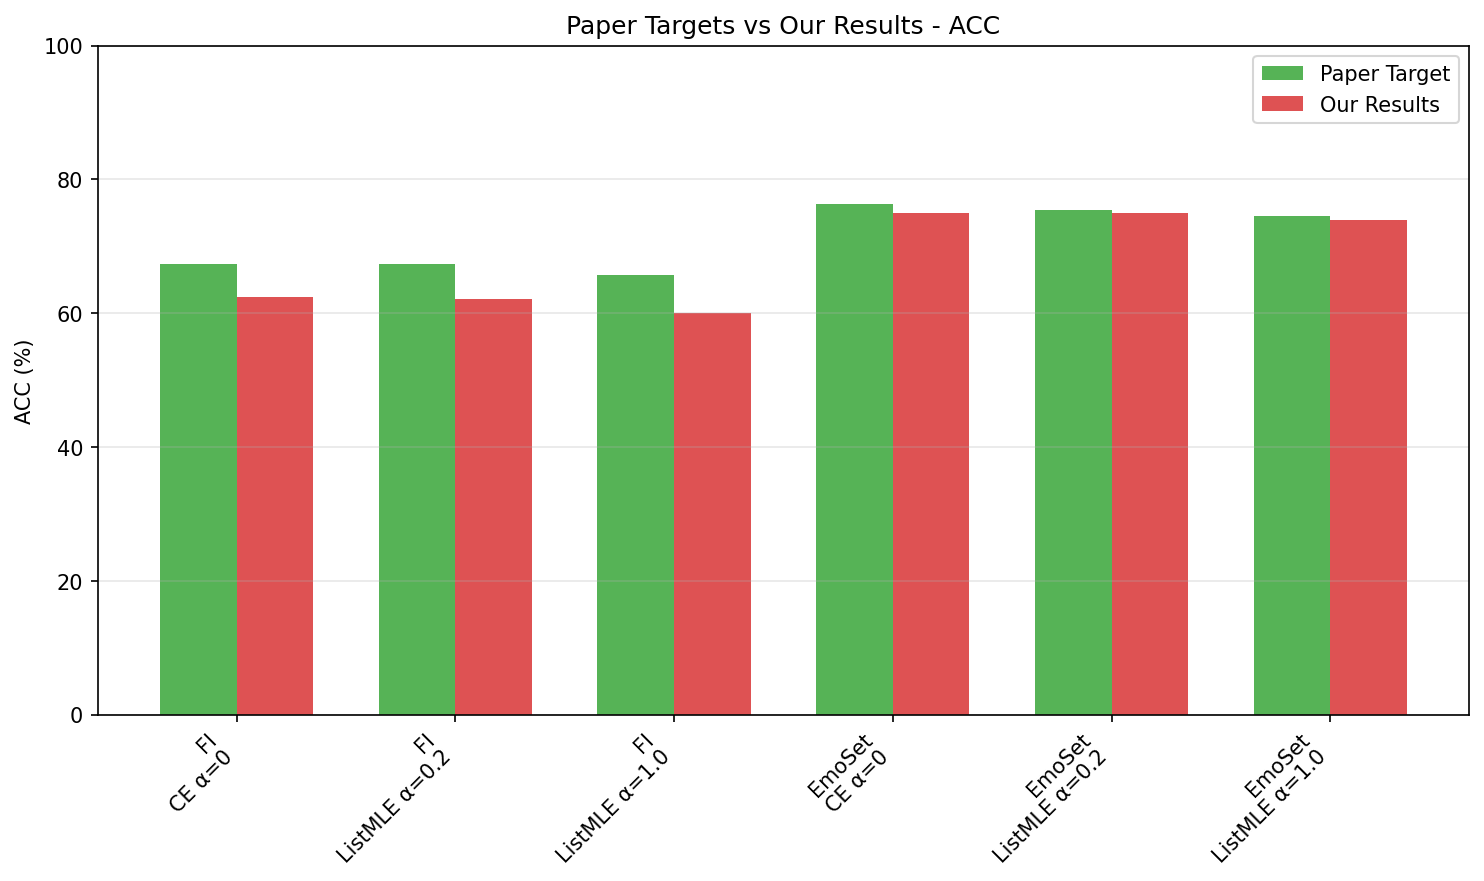 Paper Targets vs Our Results - ACC
Paper Target
Our Results
ACC (%)
100
80
60
40
20
0
FI
CE α=0
FI
ListMLE α=0.2
FI
ListMLE α=1.0
EmoSet
CE α=0
EmoSet
ListMLE α=0.2
EmoSet
ListMLE α=1.0